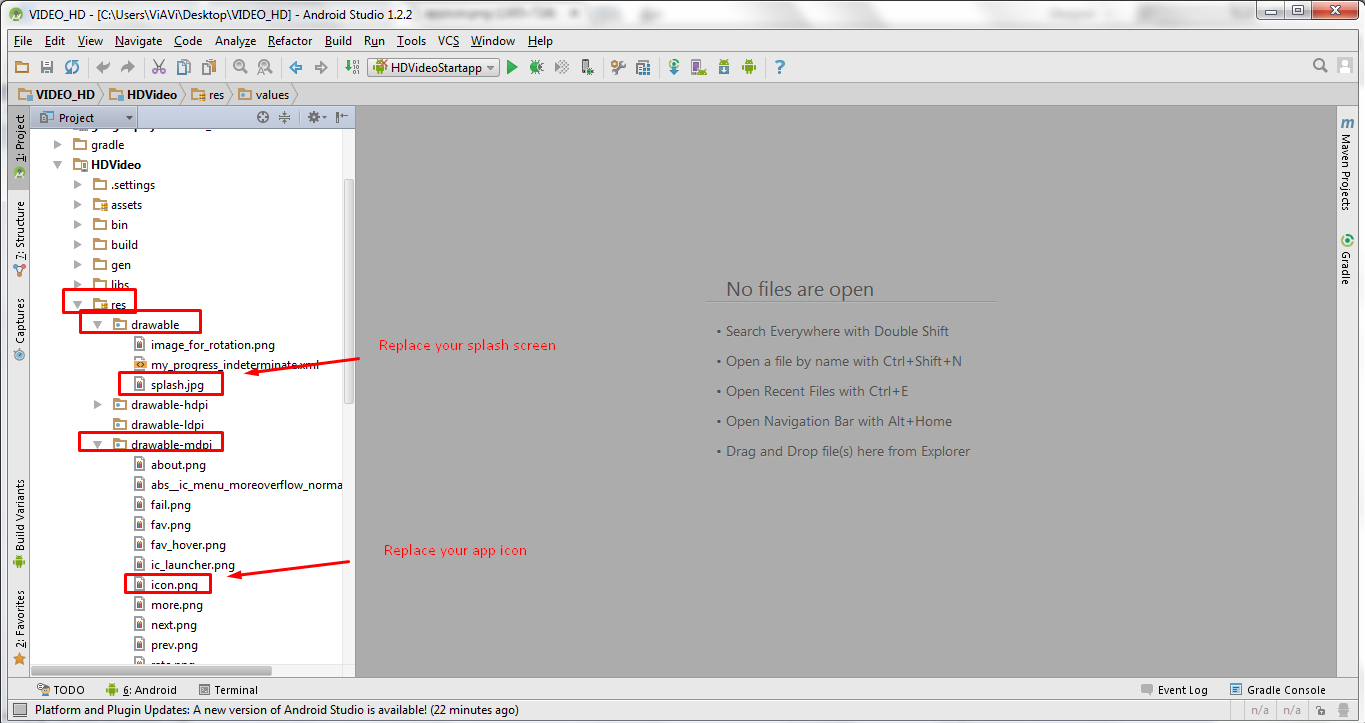 VIDEO_HD - [C:\Users\ViAVi\Desktop\VIDEO_HD] - Android Studio 1.2.2
File Edit View Navigate Code Analyze Refactor Build Run Tools VCS Window Help
HDVideoStartapp
VIDEO_HD HDVideo res values
1: Project
7: Structure
Captures
Build Variants
2: Favorites
Project
gradle
HDVideo
.settings
assets
bin
build
gen
libs
res
drawable
image_for_rotation.png
my_progress_indeterminate.xml
splash.jpg
drawable-hdpi
drawable-ldpi
drawable-mdpi
about.png
abs__ic_menu_moreoverflow_norma
fail.png
fav.png
fav_hover.png
ic_launcher.png
icon.png
more.png
next.png
prev.png
Replace your splash screen
Replace your app icon
No files are open
• Search Everywhere with Double Shift
• Open a file by name with Ctrl+Shift+N
• Open Recent Files with Ctrl+E
• Open Navigation Bar with Alt+Home
• Drag and Drop file(s) here from Explorer
m Maven Projects
Gradle
TODO 6: Android Terminal Event Log Gradle Console
Platform and Plugin Updates: A new version of Android Studio is available! (22 minutes ago) n/a n/a